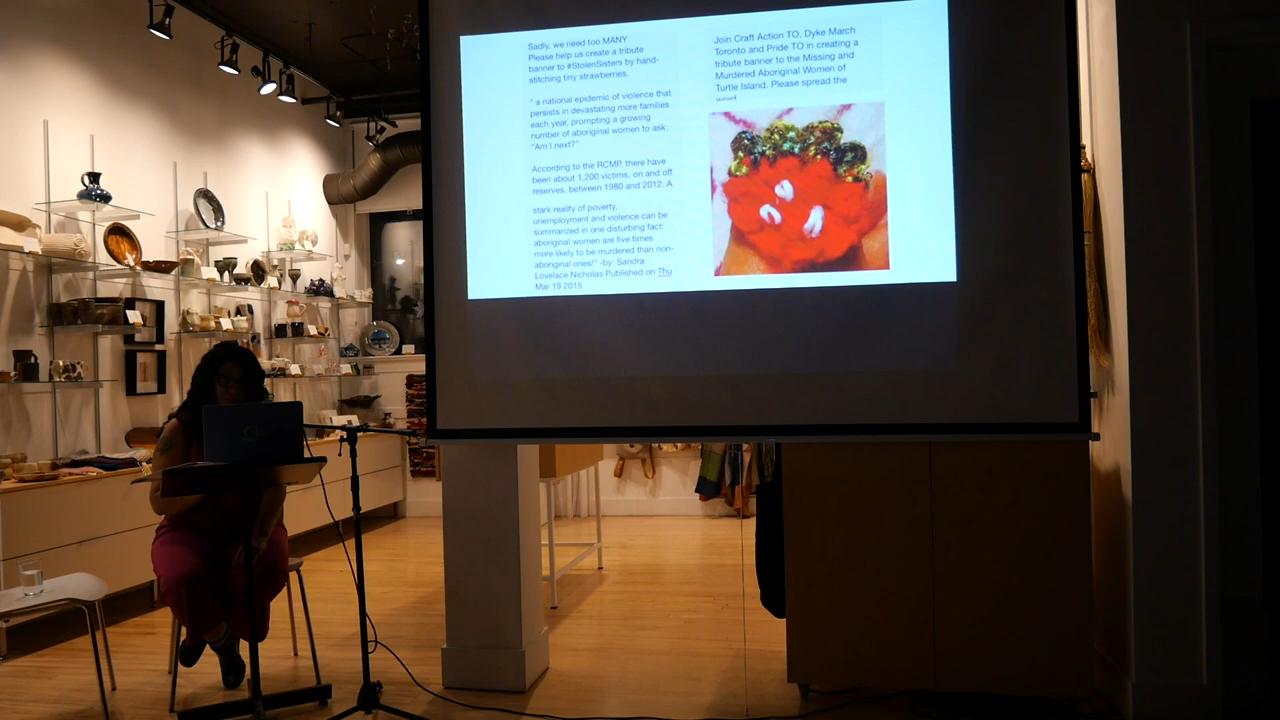 Sadly, we need too MANY
Please help us create a tribute
banner to #StolenSisters by hand-
stitching tiny strawberries.
" a national epidemic of violence that
persists in devastating more families
each year, prompting a growing
number of aboriginal women to ask:
"Am I next?"
According to the RCMP, there have
been about 1,200 victims, on and off
reserves, between 1980 and 2012. A
stark reality of poverty,
unemployment and violence can be
summarized in one disturbing fact:
aboriginal women are five times
more likely to be murdered than non-
aboriginal ones!" -by: Sandra
Lovelace Nicholas Published on Thu
Mar 19 2015
Join Craft Action TO, Dyke March
Toronto and Pride TO in creating a
tribute banner to the Missing and
Murdered Aboriginal Women of
Turtle Island. Please spread the
word